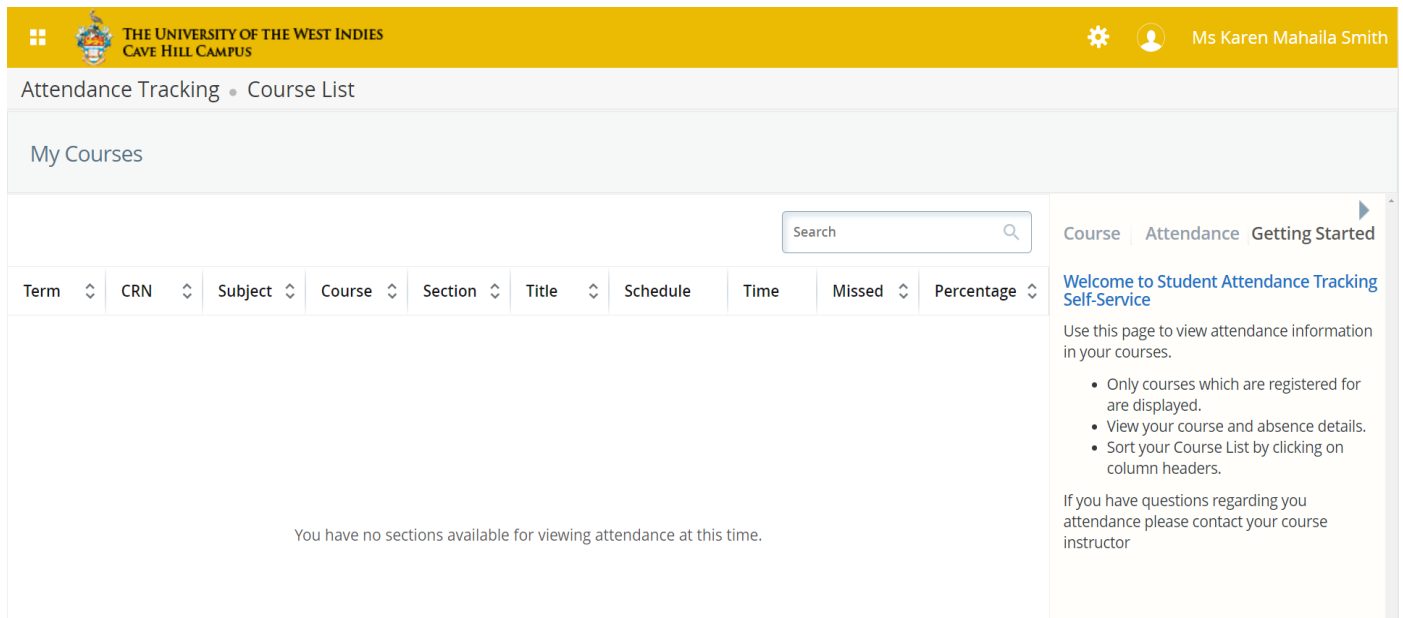 THE UNIVERSITY OF THE WEST INDIES
CAVE HILL CAMPUS
Ms Karen Mahaila Smith
Attendance Tracking • Course List
My Courses
Search
Term CRN Subject Course Section Title Schedule Time Missed Percentage
You have no sections available for viewing attendance at this time.
Course Attendance Getting Started
Welcome to Student Attendance Tracking
Self-Service
Use this page to view attendance information
in your courses.
• Only courses which are registered for
are displayed.
• View your course and absence details.
• Sort your Course List by clicking on
column headers.
If you have questions regarding you
attendance please contact your course
instructor